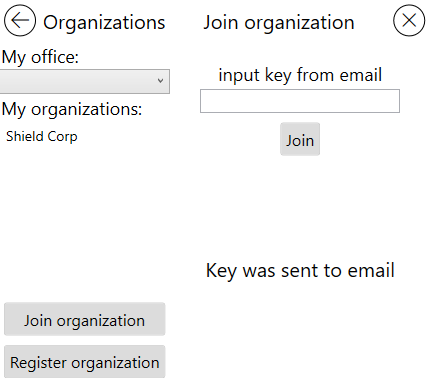 Organizations
My office:
My organizations:
Shield Corp
Join organization
Register organization
Join organization
input key from email
Join
Key was sent to email